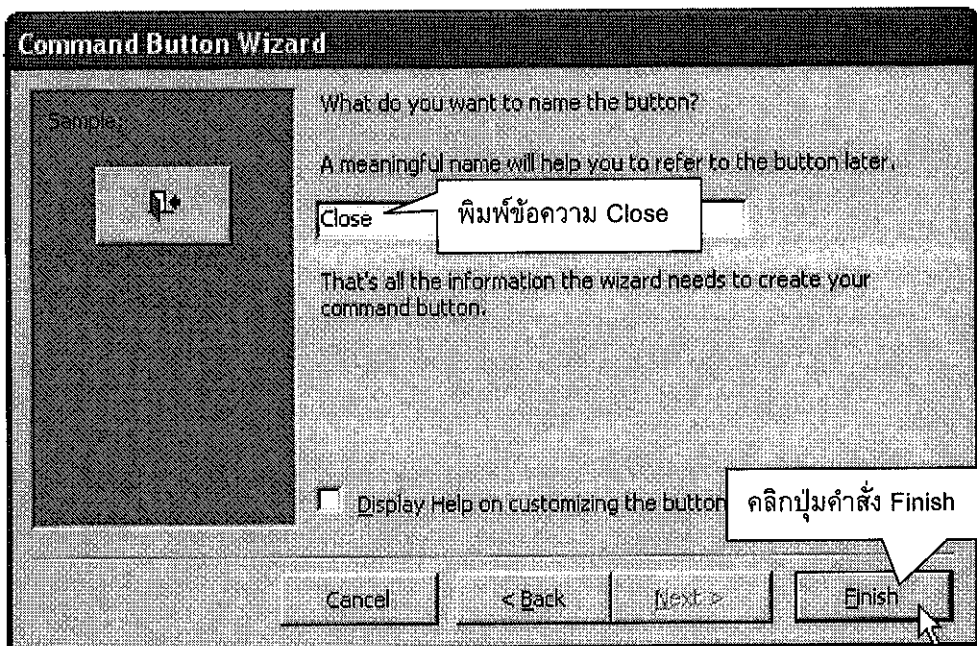 Command Button Wizard
Sample:
What do you want to name the button?
A meaningful name will help you to refer to the button later.
Close
พิมพ์ข้อความ Close
That's all the information the wizard needs to create your
command button.
Display Help on customizing the button
คลิกปุ่มคำสั่ง Finish
Cancel
< Back
Next >
Finish